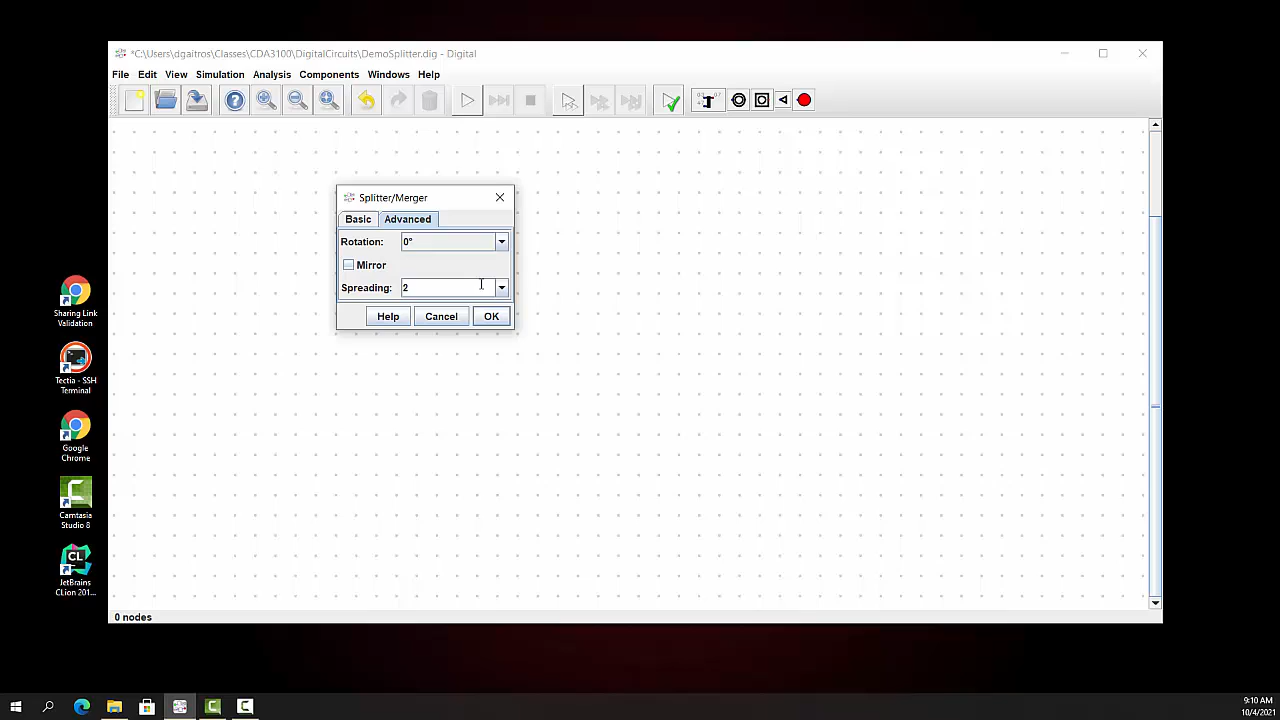 *C:\Users\dgaitros\Classes\CDA3100\DigitalCircuits\DemoSplitter.dig - Digital
File Edit View Simulation Analysis Components Windows Help
Splitter/Merger
Basic Advanced
Rotation: 0°
Mirror
Spreading: 2
Help Cancel OK
Sharing Link
Validation
Tectia - SSH
Terminal
Google
Chrome
Camtasia
Studio 8
CL
JetBrains
CLion 201...
0 nodes
9:10 AM
10/4/2021